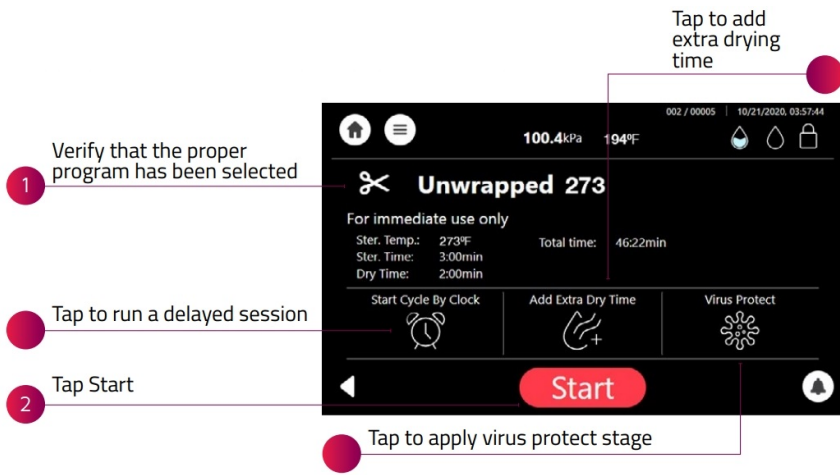 Tap to add
extra drying
time
002 / 00005 10/21/2020, 03:57:44
100.4kPa 194ºF
Verify that the proper
program has been selected
1
Unwrapped 273
For immediate use only
Ster. Temp.: 273ºF Total time: 46:22min
Ster. Time: 3:00min
Dry Time: 2:00min
Start Cycle By Clock Add Extra Dry Time Virus Protect
Tap to run a delayed session
Tap Start
2
Start
Tap to apply virus protect stage